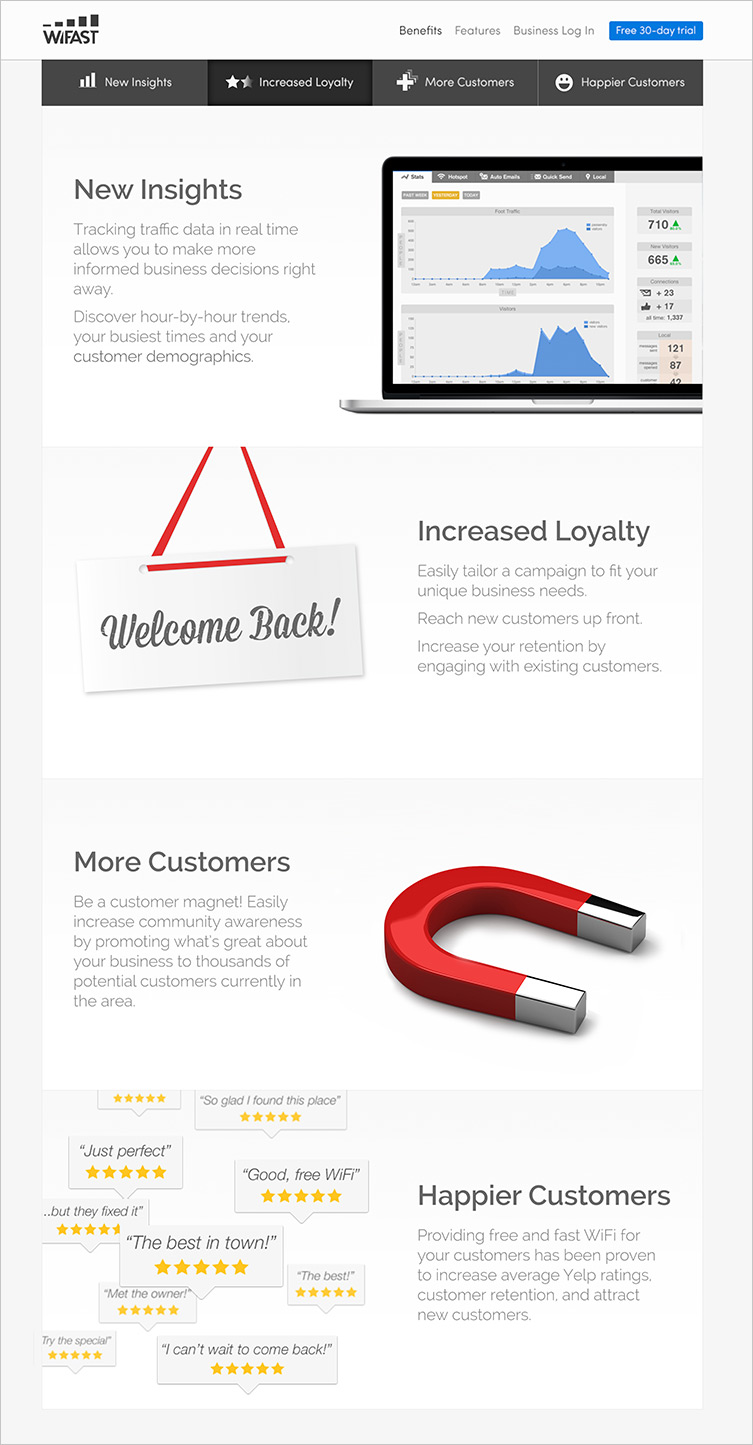 WiFAST
Benefits Features Business Log In Free 30-day trial
New Insights Increased Loyalty More Customers Happier Customers
New Insights
Tracking traffic data in real time
allows you to make more
informed business decisions right
away.
Discover hour-by-hour trends,
your busiest times and your
customer demographics.
Stats Hotspot Auto Emails Quick Send Local
PAST WEEK YESTERDAY TODAY
Foot Traffic
Total Visitors
710
New Visitors
665
Connections
+ 23
+ 17
all time: 1,337
Visitors
Local
messages
sent
121
messages
opened
87
customer
42
Welcome Back!
Increased Loyalty
Easily tailor a campaign to fit your
unique business needs.
Reach new customers up front.
Increase your retention by
engaging with existing customers.
More Customers
Be a customer magnet! Easily
increase community awareness
by promoting what's great about
your business to thousands of
potential customers currently in
the area.
“So glad I found this place”
“Just perfect”
“Good, free WiFi”
...but they fixed it”
“The best in town!”
“The best!”
“Met the owner!”
Try the special”
“I can’t wait to come back!”
Happier Customers
Providing free and fast WiFi for
your customers has been proven
to increase average Yelp ratings,
customer retention, and attract
new customers.